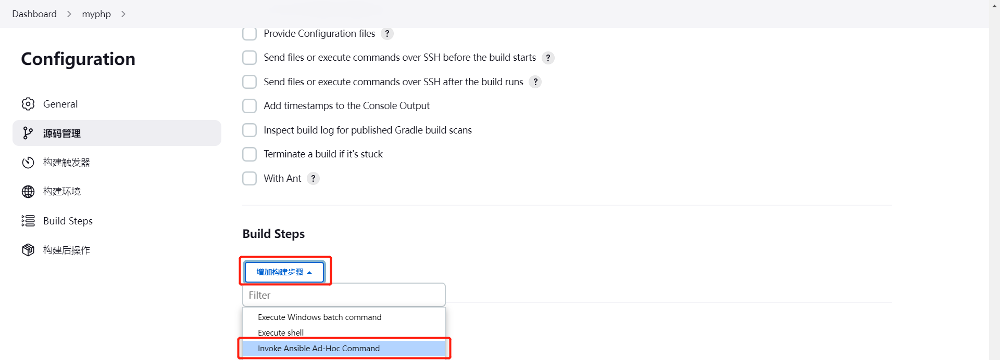 Dashboard > myphp >
Configuration
General
源码管理
构建触发器
构建环境
Build Steps
构建后操作
Provide Configuration files ?
Send files or execute commands over SSH before the build starts ?
Send files or execute commands over SSH after the build runs ?
Add timestamps to the Console Output
Inspect build log for published Gradle build scans
Terminate a build if it's stuck
With Ant ?
Build Steps
增加构建步骤
Filter
Execute Windows batch command
Execute shell
Invoke Ansible Ad-Hoc Command